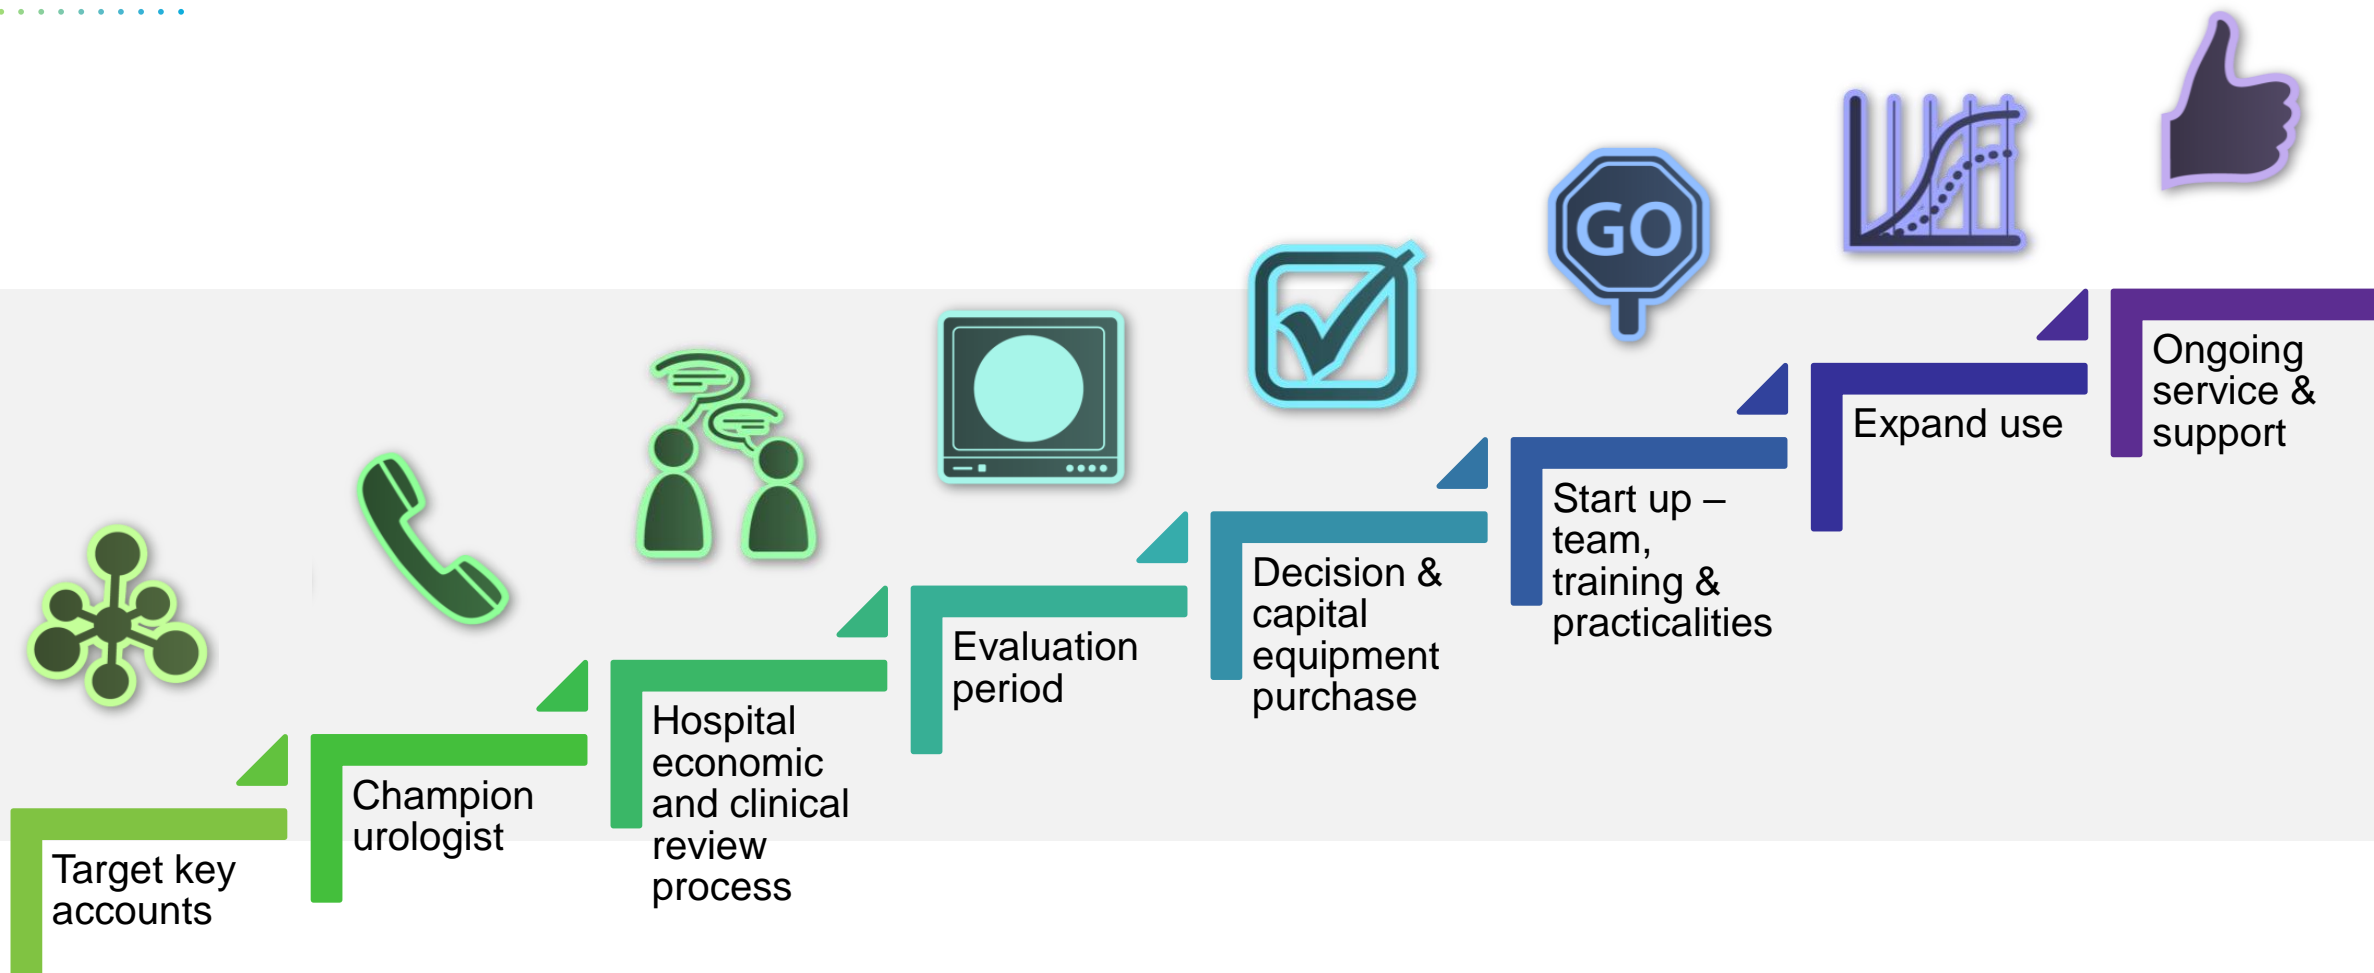 Target key
accounts
Champion
urologist
Hospital
economic
and clinical
review
process
Evaluation
period
Decision &
capital
equipment
purchase
GO
Start up –
team,
training &
practicalities
Expand use
Ongoing
service &
support